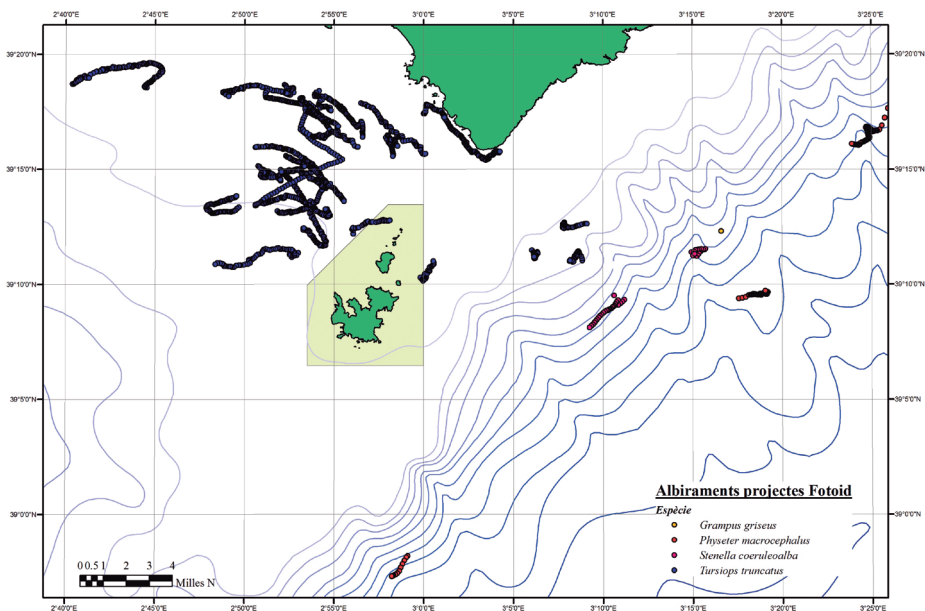 2°40'0"E 2°45'0"E 2°50'0"E 2°55'0"E 3°0'0"E 3°5'0"E 3°10'0"E 3°15'0"E 3°20'0"E 3°25'0"E
39°20'0"N 30°20'0"N
39°15'0"N 39°15'0"N
39°10'0"N 39°10'0"N
39°5'0"N 39°5'0"N
39°0'0"N 39°0'0"N
Albiraments projectes Fotoid
Espècie
Grampus griseus
Physeter macrocephalus
Stenella coeruleoalba
Tursiops truncatus
0 0.5 1 2 3 4
Milles N
2°40'0"E 2°45'0"E 2°50'0"E 2°55'0"E 3°0'0"E 3°5'0"E 3°10'0"E 3°15'0"E 3°20'0"E 3°25'0"E